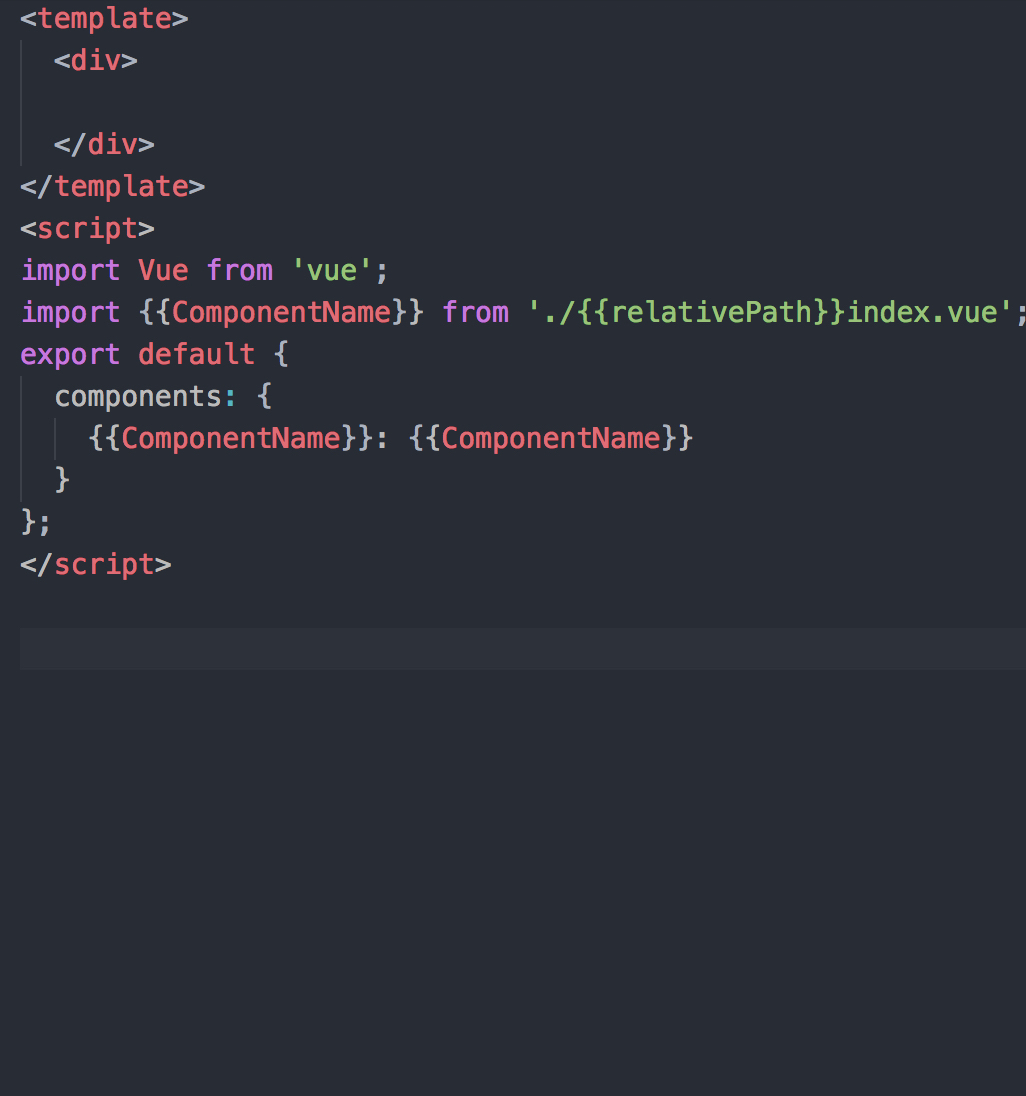 <template>
  <div>

  </div>
</template>
<script>
import Vue from 'vue';
import {{ComponentName}} from './{{relativePath}}index.vue';
export default {
  components: {
    {{ComponentName}}: {{ComponentName}}
  }
};
</script>